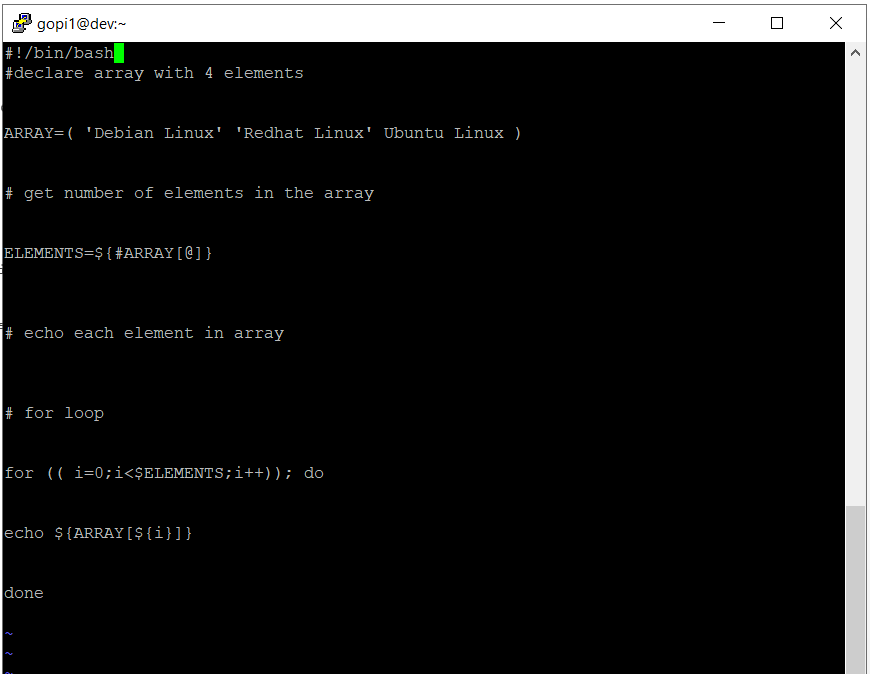 gopi1@dev:~
#!/bin/bash
#declare array with 4 elements
ARRAY=( 'Debian Linux' 'Redhat Linux' Ubuntu Linux )
# get number of elements in the array
ELEMENTS=${#ARRAY[@]}
# echo each element in array
# for loop
for (( i=0;i<$ELEMENTS;i++)); do
echo ${ARRAY[${i}]}
done
~
~
~